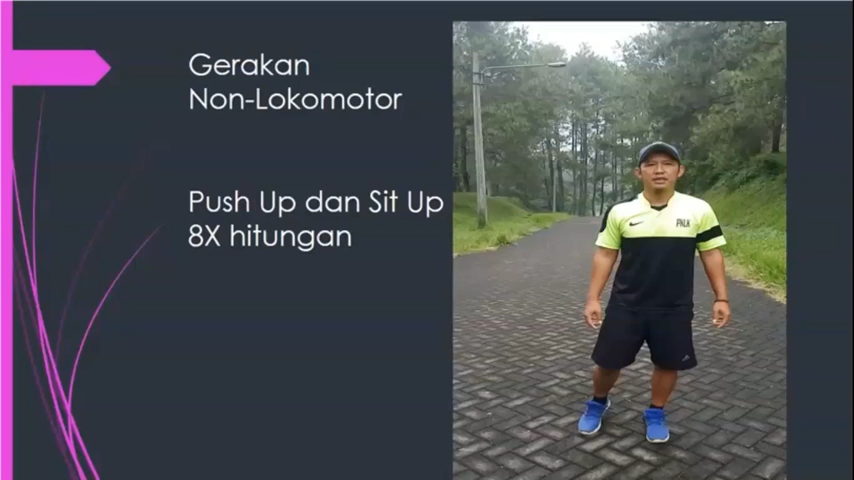 Gerakan
Non-Lokomotor
Push Up dan Sit Up
8X hitungan